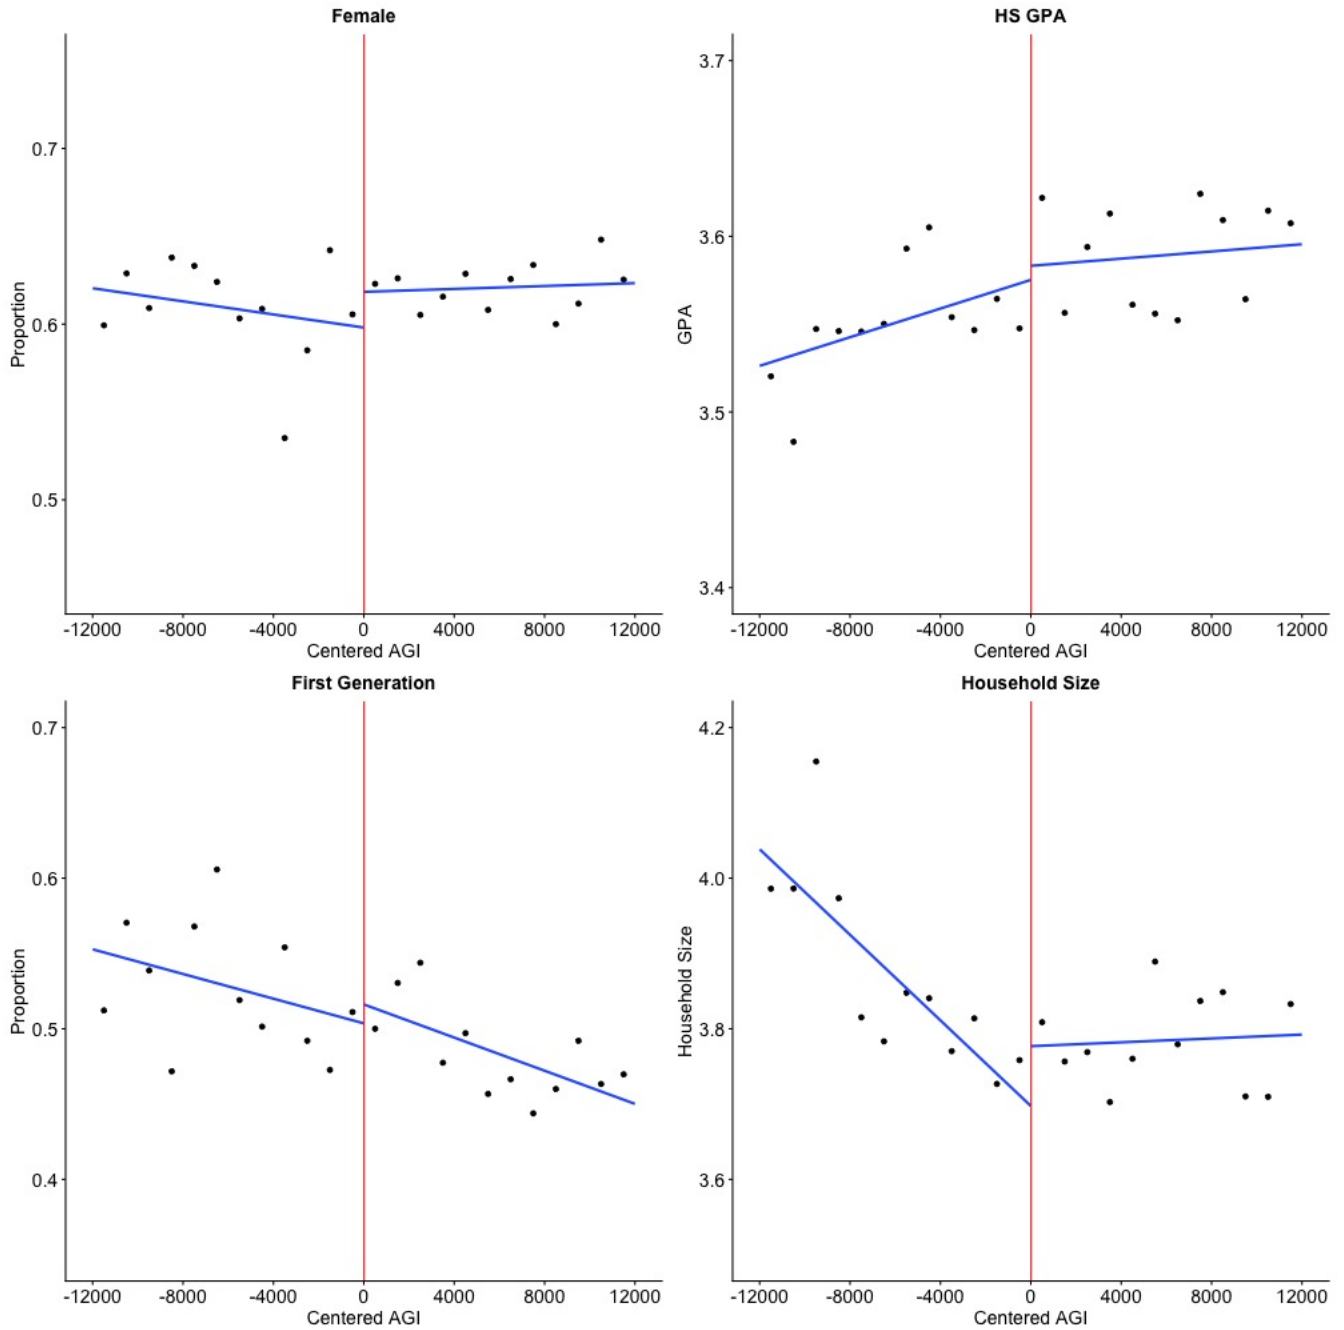 Female
0.7
0.6
0.5
Proportion
-12000 -8000 -4000 0 4000 8000 12000
Centered AGI
HS GPA
3.7
3.6
3.5
3.4
GPA
-12000 -8000 -4000 0 4000 8000 12000
Centered AGI
First Generation
0.7
0.6
0.5
0.4
Proportion
-12000 -8000 -4000 0 4000 8000 12000
Centered AGI
Household Size
4.2
4.0
3.8
3.6
Household Size
-12000 -8000 -4000 0 4000 8000 12000
Centered AGI